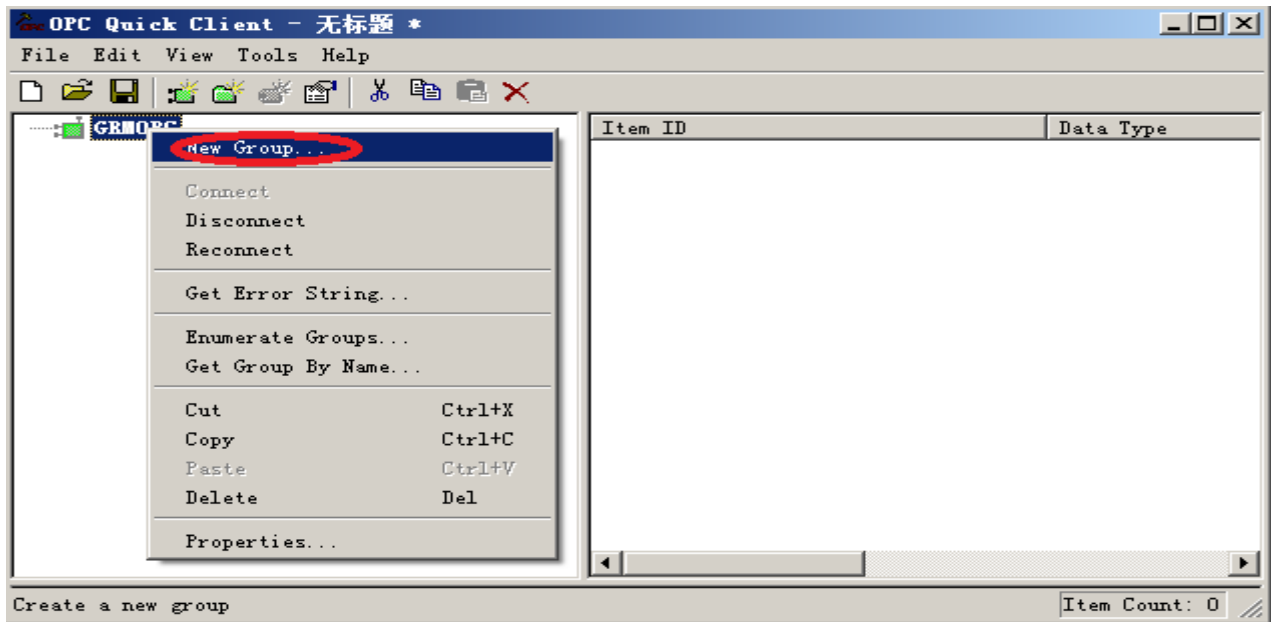 OPC Quick Client - 无标题 *
File Edit View Tools Help
GRMOPC
Item ID Data Type
New Group...
Connect
Disconnect
Reconnect
Get Error String...
Enumerate Groups...
Get Group By Name...
Cut Ctrl+X
Copy Ctrl+C
Paste Ctrl+V
Delete Del
Properties...
Create a new group Item Count: 0